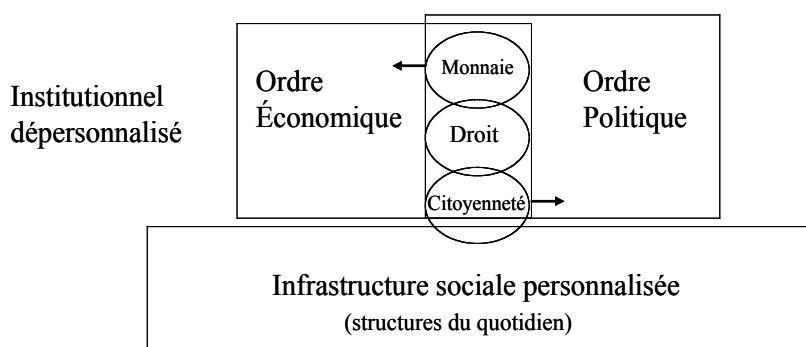 Institutionnel
dépersonnalisé
Ordre
Économique
Monnaie
Droit
Citoyenneté
Ordre
Politique
Infrastructure sociale personnalisée
(structures du quotidien)